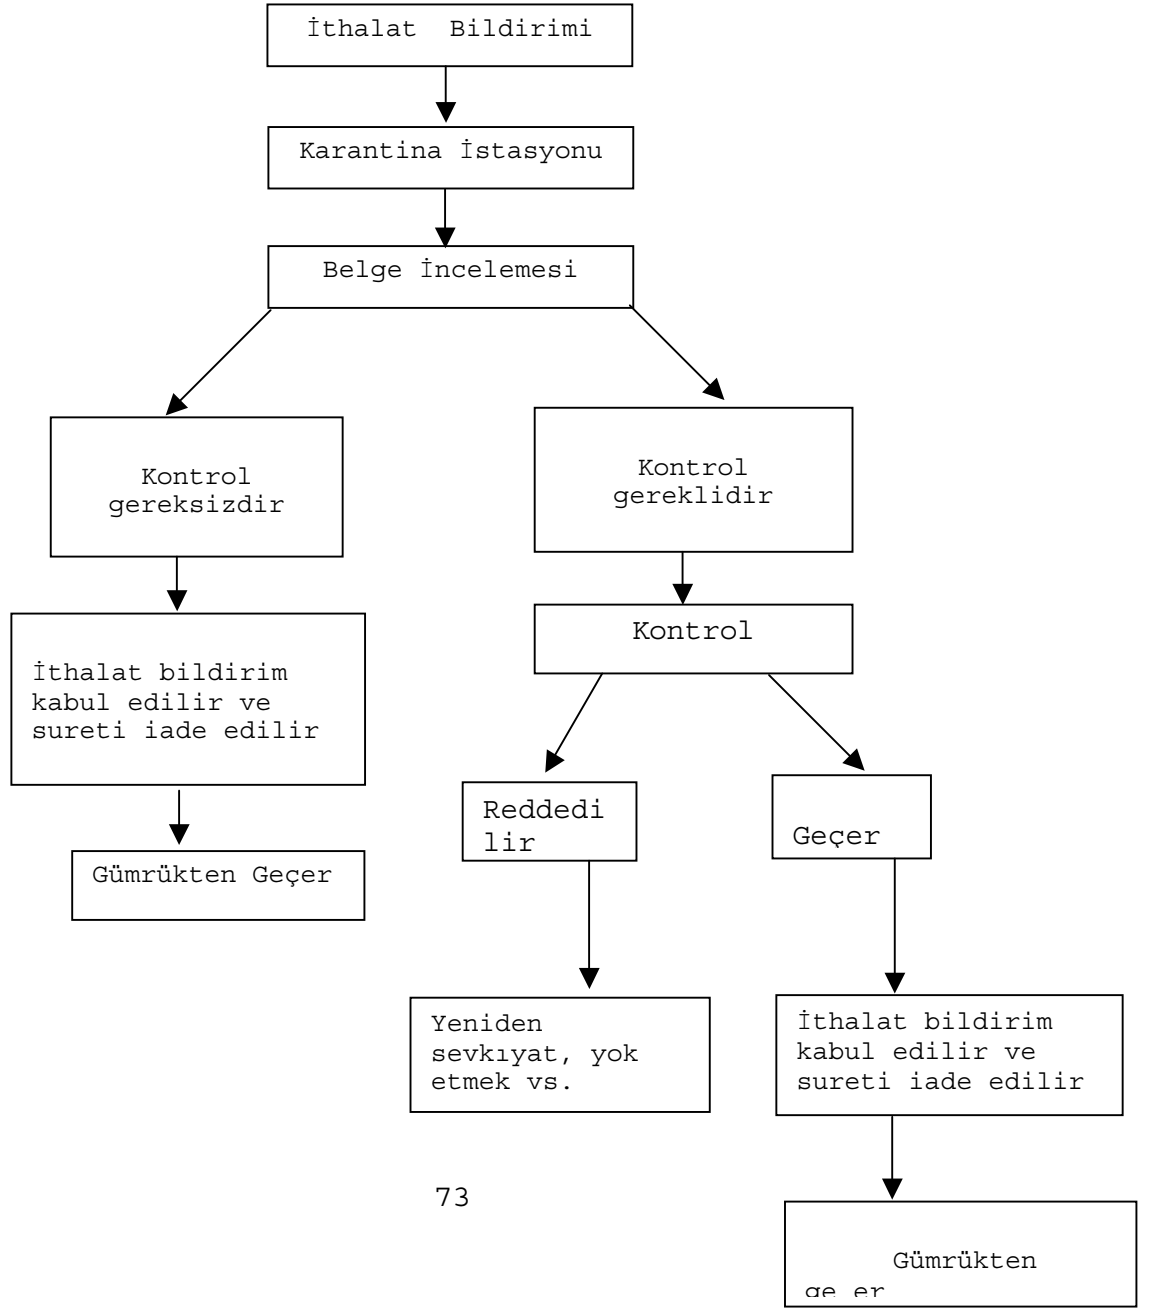 İthalat Bildirimi
Karantina İstasyonu
Belge İncelemesi
Kontrol
gereksizdir
Kontrol
gereklidir
İthalat bildirim
kabul edilir ve
sureti iade edilir
Kontrol
Gümrükten Geçer
Reddedi
lir
Geçer
Yeniden
sevkıyat, yok
etmek vs.
İthalat bildirim
kabul edilir ve
sureti iade edilir
73
Gümrükten